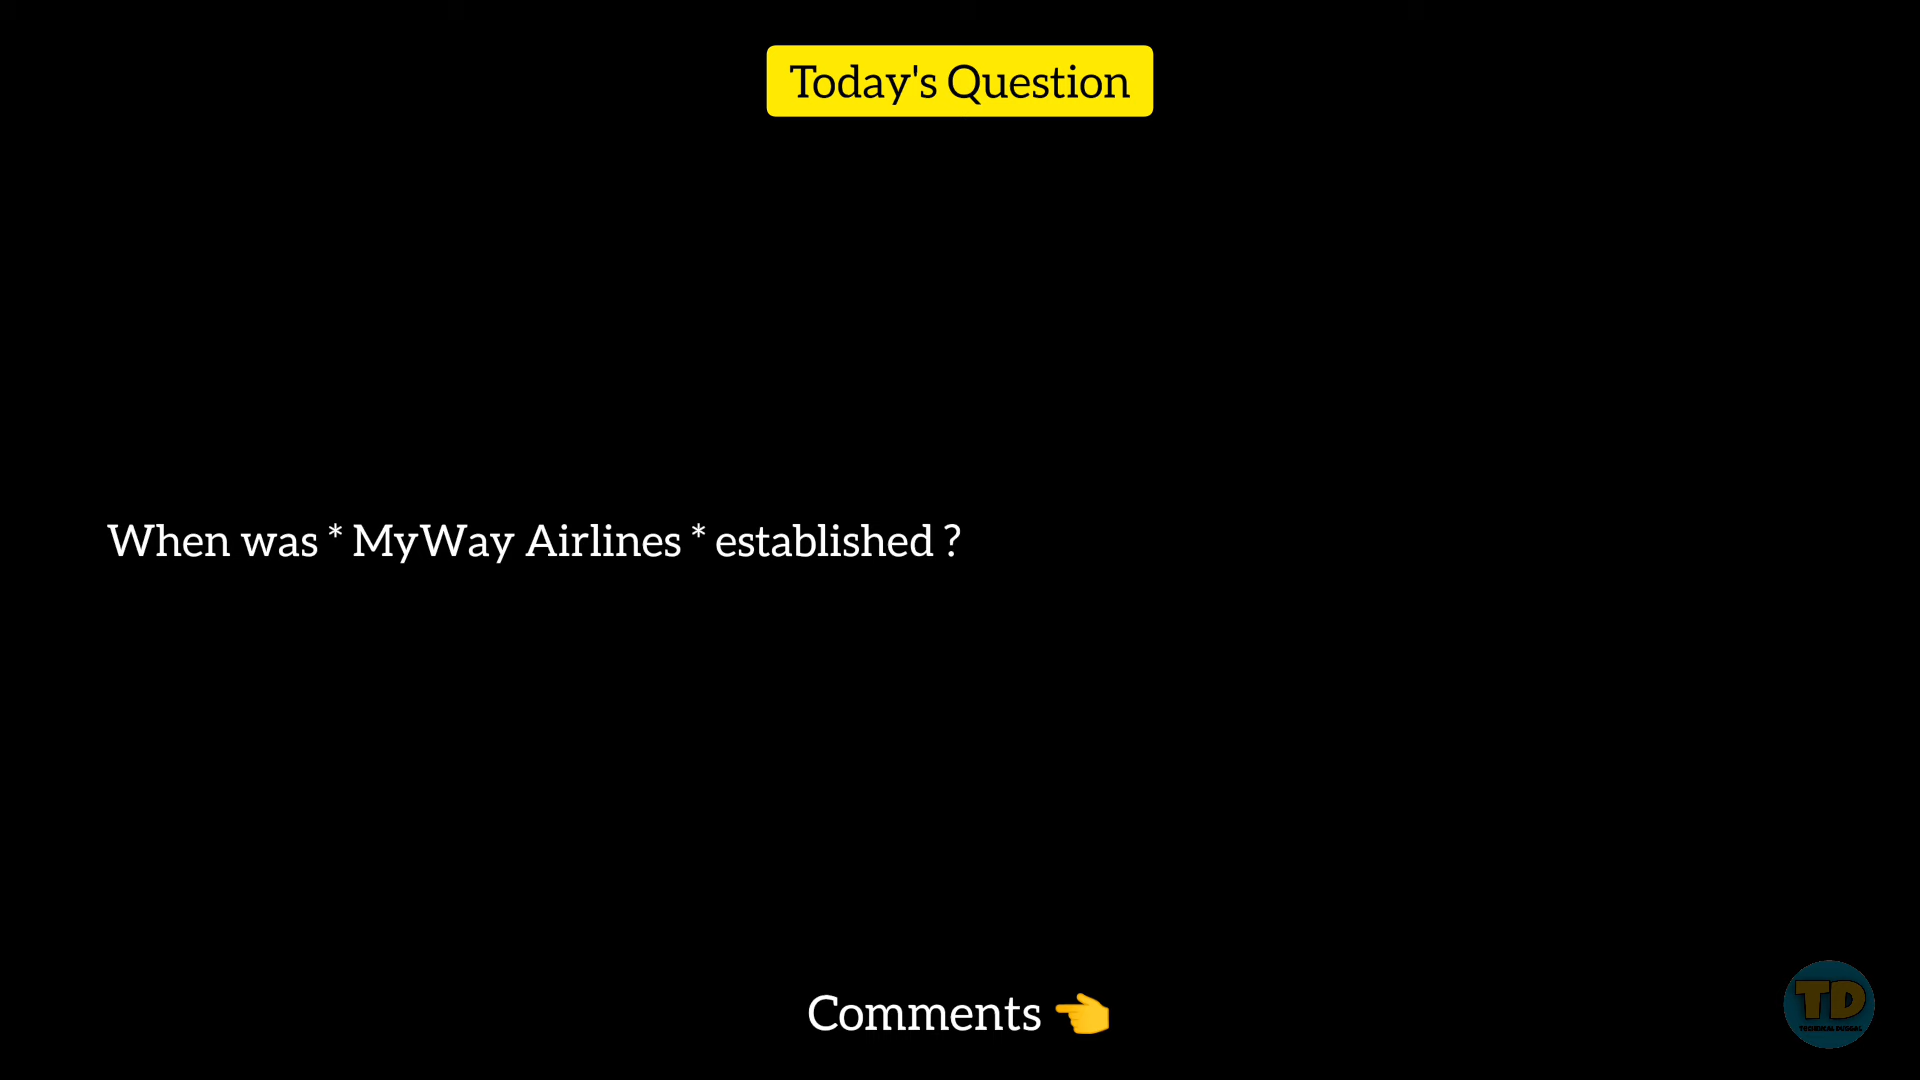 Today's Question
When was * MyWay Airlines * established ?
Comments 👈
TD